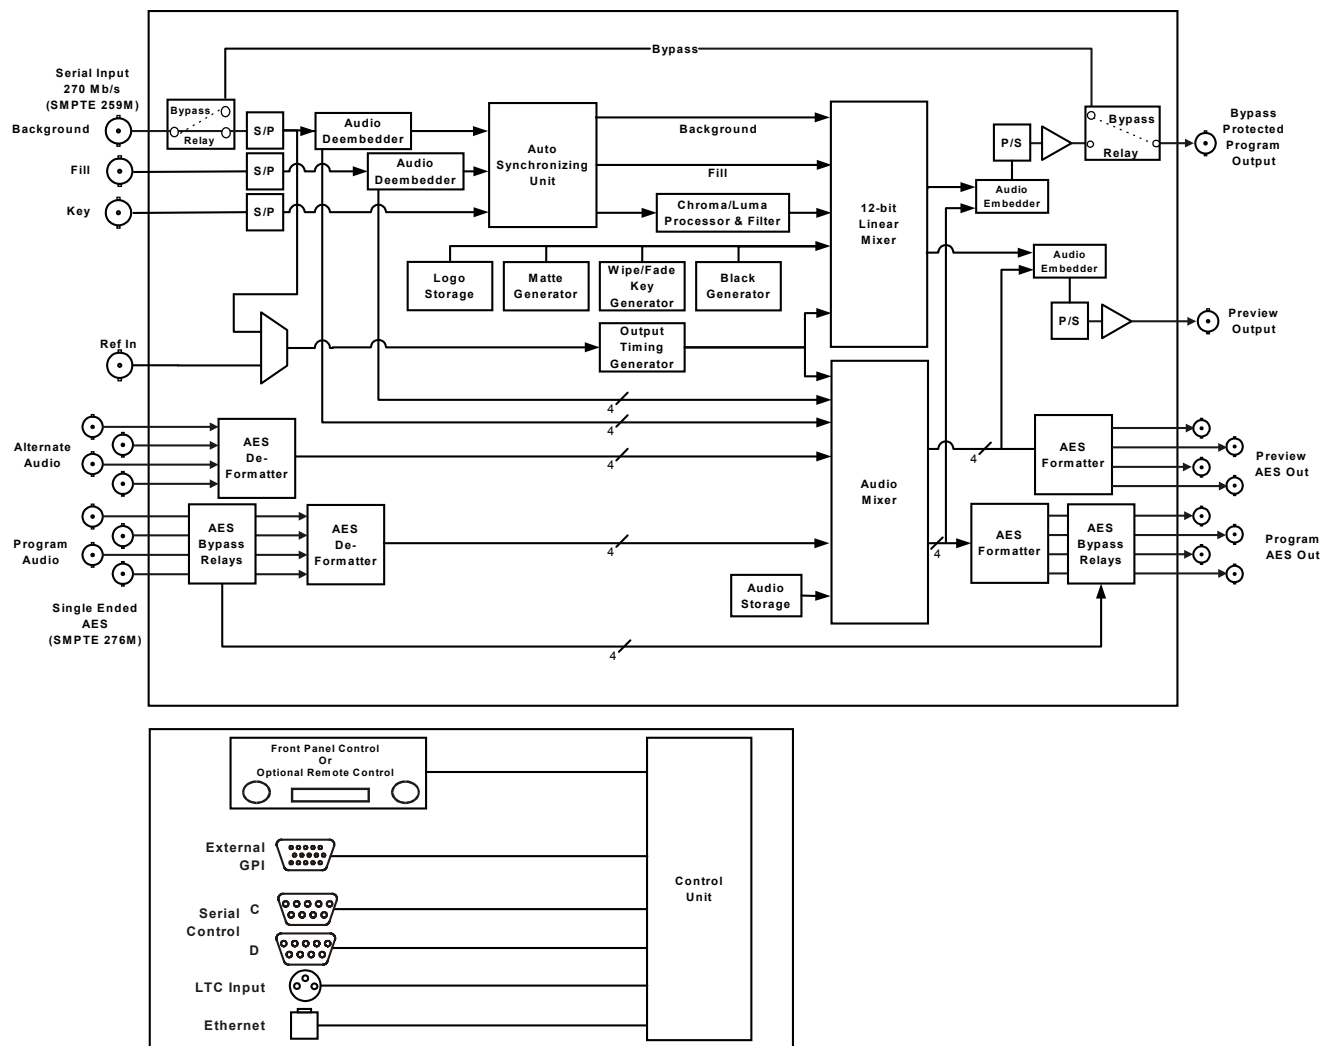 Bypass
Serial Input
270 Mb/s
(SMPTE 259M)
Background
Bypass
Relay
S/P
Audio
Deembedder
Auto
Synchronizing
Unit
Background
Fill
S/P
Audio
Deembedder
Fill
Key
S/P
Chroma/Luma
Processor & Filter
12-bit
Linear
Mixer
P/S
Audio
Embedder
Bypass
Relay
Bypass
Protected
Program
Output
Logo
Storage
Matte
Generator
Wipe/Fade
Key
Generator
Black
Generator
Audio
Embedder
P/S
Preview
Output
Ref In
Output
Timing
Generator
4
4
Alternate
Audio
AES
De-
Formatter
4
Audio
Mixer
4
AES
Formatter
Preview
AES Out
Program
Audio
AES
Bypass
Relays
AES
De-
Formatter
4
4
AES
Formatter
AES
Bypass
Relays
Program
AES Out
Audio
Storage
Single Ended
AES
(SMPTE 276M)
4
Front Panel Control
Or
Optional Remote Control
External
GPI
Serial
Control
C
D
LTC Input
Ethernet
Control
Unit